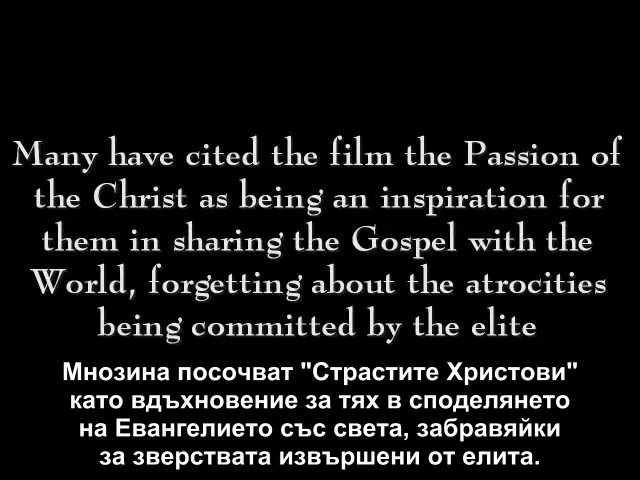 Many have cited the film the Passion of
the Christ as being an inspiration for
them in sharing the Gospel with the
World, forgetting about the atrocities
being committed by the elite
Мнозина посочват "Страстите Христови"
като вдъхновение за тях в споделянето
на Евангелието със света, забравяйки
за зверствата извършени от елита.